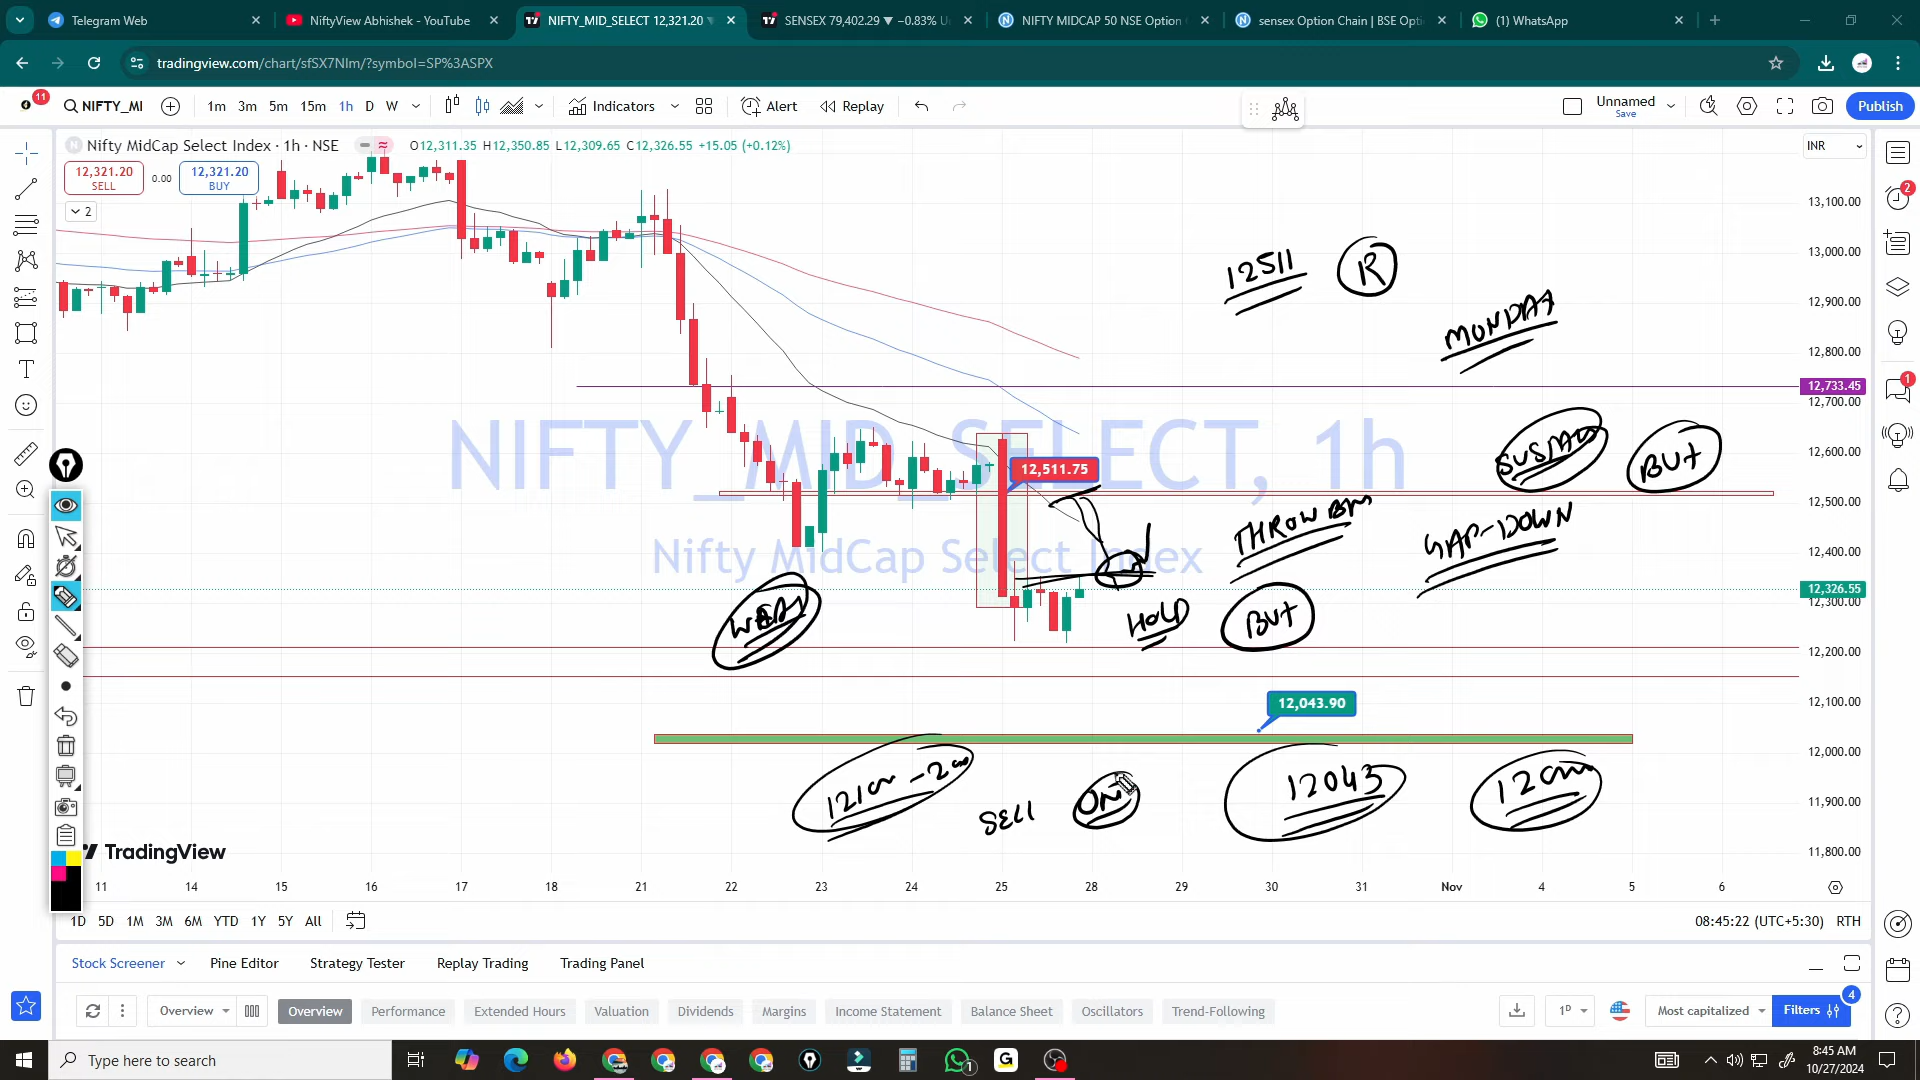 Telegram Web
NiftyView Abhishek - YouTube
NIFTY_MID_SELECT 12,321.20
SENSEX 79,402.29 ▼ −0.83% U
NIFTY MIDCAP 50 NSE Option
sensex Option Chain | BSE Opti
(1) WhatsApp
tradingview.com/chart/sfSX7NIm/?symbol=SP%3ASPX
11
NIFTY_MI
1m 3m 5m 15m 1h D W
Indicators
Alert
Replay
Unnamed
Save
Publish
Nifty MidCap Select Index · 1h · NSE
O12,311.35 H12,350.85 L12,309.65 C12,326.55 +15.05 (+0.12%)
INR
12,321.20
SELL
0.00
12,321.20
BUY
2
2
1
4
13,100.00
13,000.00
12,900.00
12,800.00
12,733.45
12,700.00
12,600.00
12,500.00
12,400.00
12,326.55
12,300.00
12,200.00
12,100.00
12,000.00
11,900.00
11,800.00
NIFTY_MID_SELECT, 1h
Nifty MidCap Select Index
12511 R
MONDAY
12,511.75
BUY
GAP-DOWN
HOLD
BUY
12,043.90
SELL
12043
TradingView
11 14 15 16 17 18 21 22 23 24 25 28 29 30 31 Nov 4 5 6
1D 5D 1M 3M 6M YTD 1Y 5Y All
08:45:22 (UTC+5:30) RTH
Stock Screener Pine Editor Strategy Tester Replay Trading Trading Panel
Overview Overview Performance Extended Hours Valuation Dividends Margins Income Statement Balance Sheet Oscillators Trend-Following
1D
Most capitalized
Filters
Type here to search
1
8:45 AM
10/27/2024